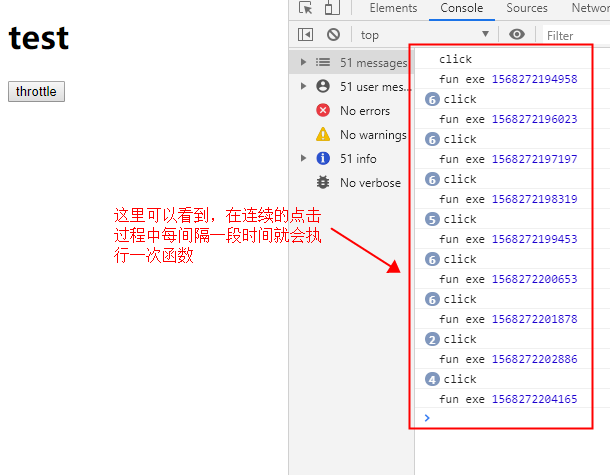 Elements Console Sources Network
test
top
Filter
throttle
51 messages
51 user mes...
No errors
No warnings
51 info
No verbose
这里可以看到，在连续的点击
过程中每间隔一段时间就会执
行一次函数
click
fun exe 1568272194958
6 click
fun exe 1568272196023
6 click
fun exe 1568272197197
6 click
fun exe 1568272198319
5 click
fun exe 1568272199453
6 click
fun exe 1568272200653
6 click
fun exe 1568272201878
2 click
fun exe 1568272202886
4 click
fun exe 1568272204165